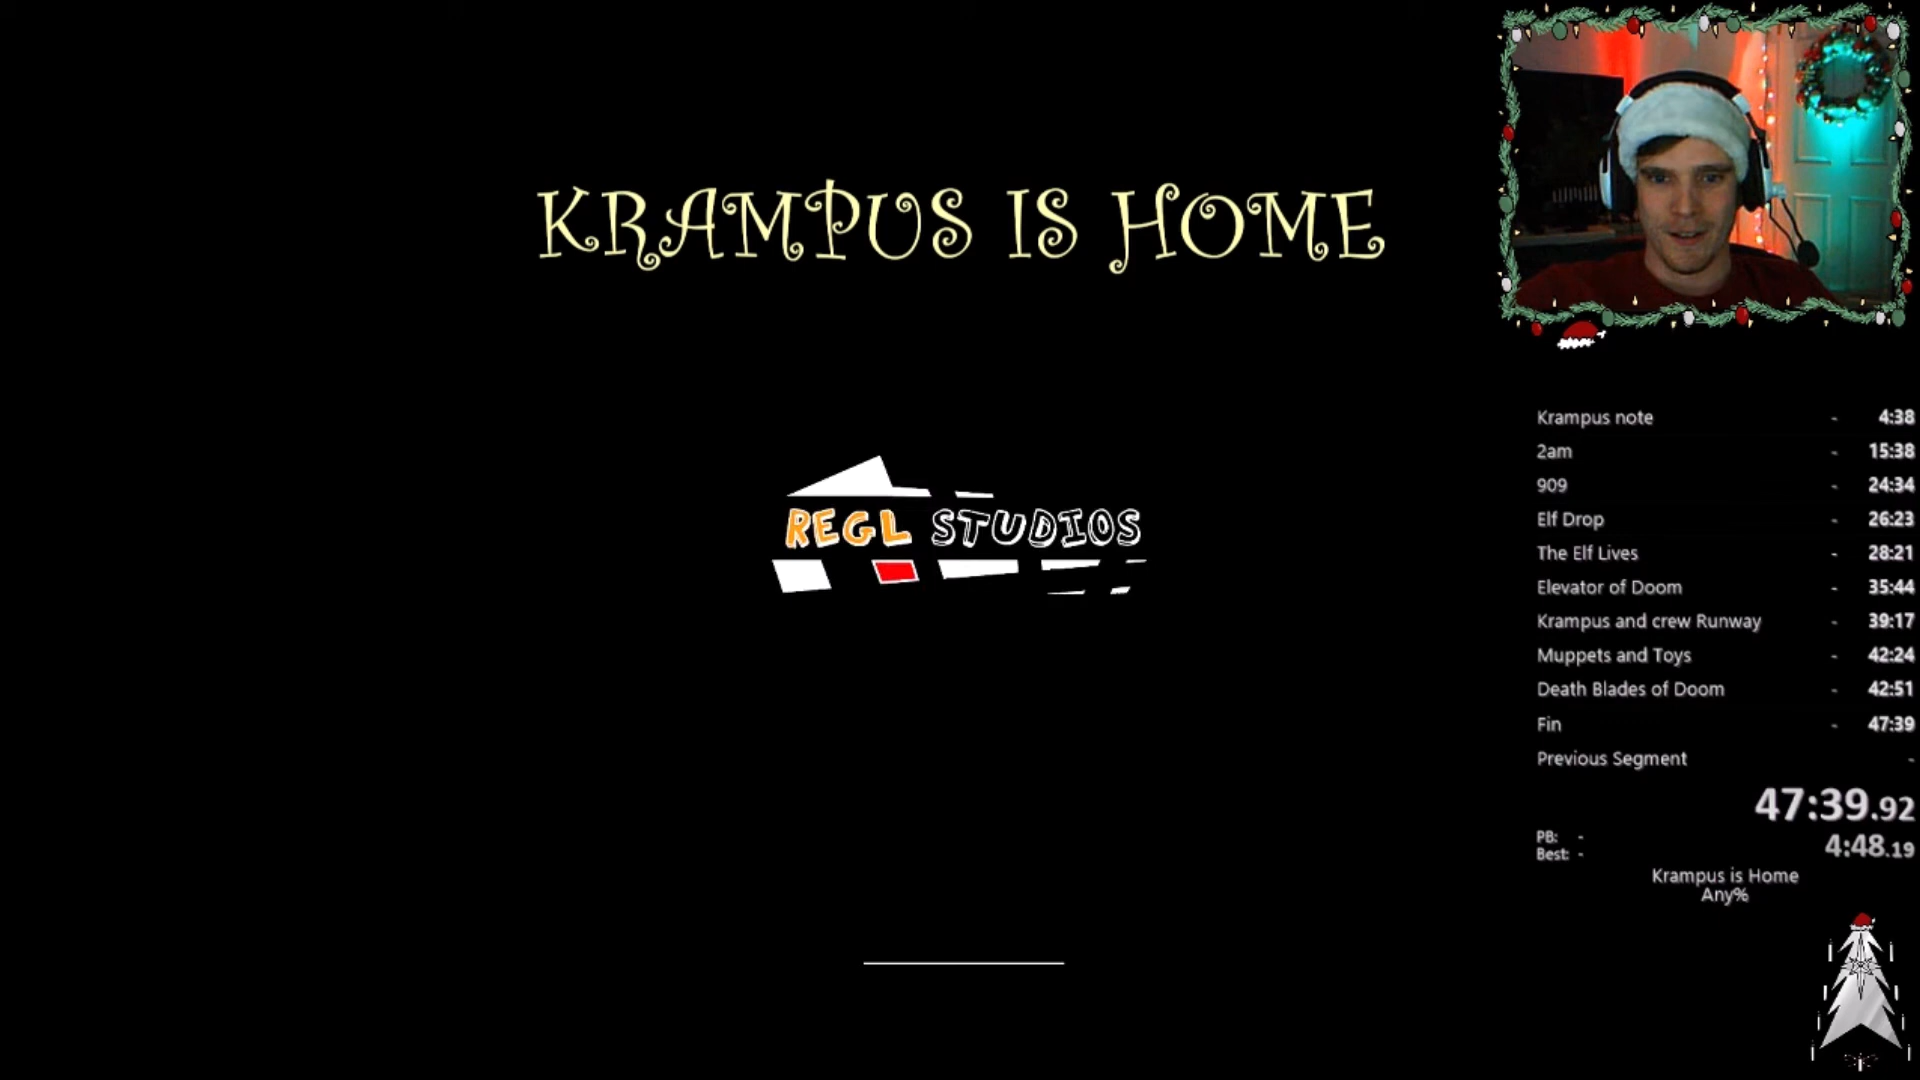 KRAMPUS IS HOME
REGL STUDIOS
Krampus note - 4:38
2am - 15:38
909 - 24:34
Elf Drop - 26:23
The Elf Lives - 28:21
Elevator of Doom - 35:44
Krampus and crew Runway - 39:17
Muppets and Toys - 42:24
Death Blades of Doom - 42:51
Fin - 47:39
Previous Segment -
47:39.92
PB: -
4:48.19
Best: -
Krampus is Home
Any%